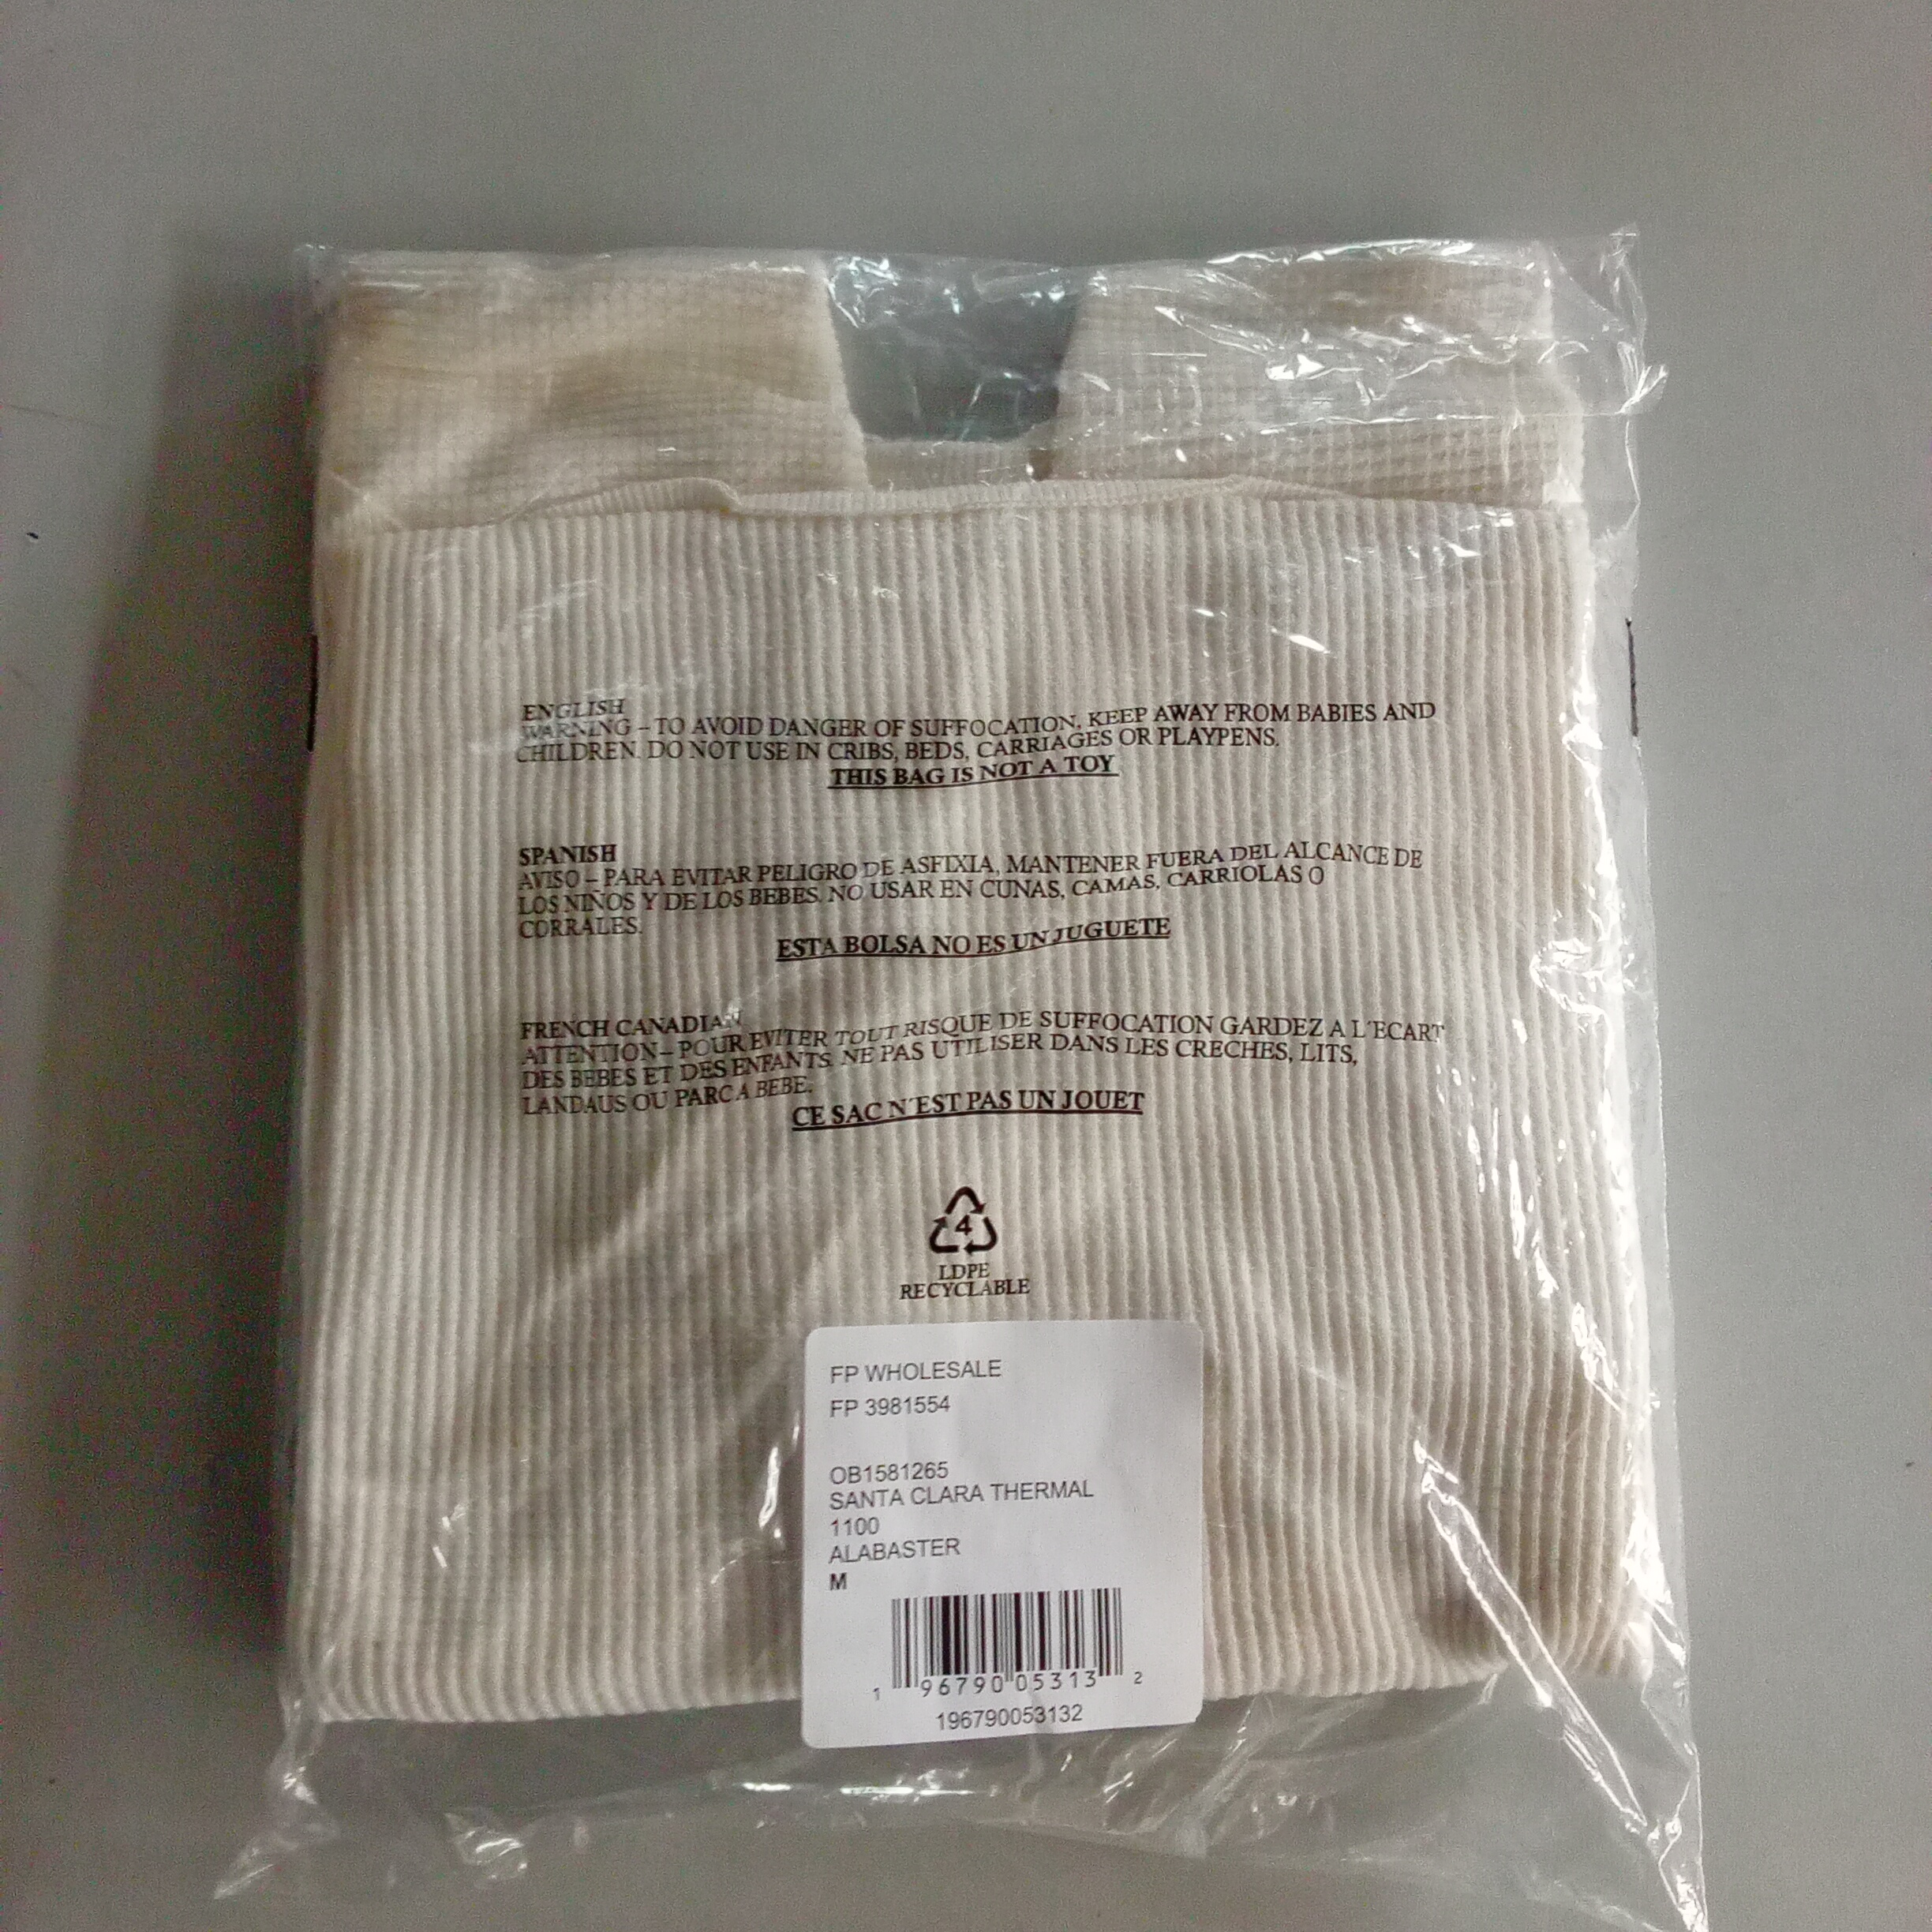 ENGLISH
WARNING – TO AVOID DANGER OF SUFFOCATION, KEEP AWAY FROM BABIES AND
CHILDREN. DO NOT USE IN CRIBS, BEDS, CARRIAGES OR PLAYPENS.
THIS BAG IS NOT A TOY
SPANISH
AVISO – PARA EVITAR PELIGRO DE ASFIXIA, MANTENER FUERA DEL ALCANCE DE
LOS NIÑOS Y DE LOS BEBES. NO USAR EN CUNAS, CAMAS, CARRIOLAS O
CORRALES.
ESTA BOLSA NO ES UN JUGUETE
FRENCH CANADIAN
ATTENTION – POUR EVITER TOUT RISQUE DE SUFFOCATION GARDEZ A L'ECART
DES BEBES ET DES ENFANTS. NE PAS UTILISER DANS LES CRECHES, LITS,
LANDAUS OU PARC A BEBE.
CE SAC N'EST PAS UN JOUET
4
LDPE
RECYCLABLE
FP WHOLESALE
FP 3981554
OB1581265
SANTA CLARA THERMAL
1100
ALABASTER
M
1 96790 05313 2
196790053132